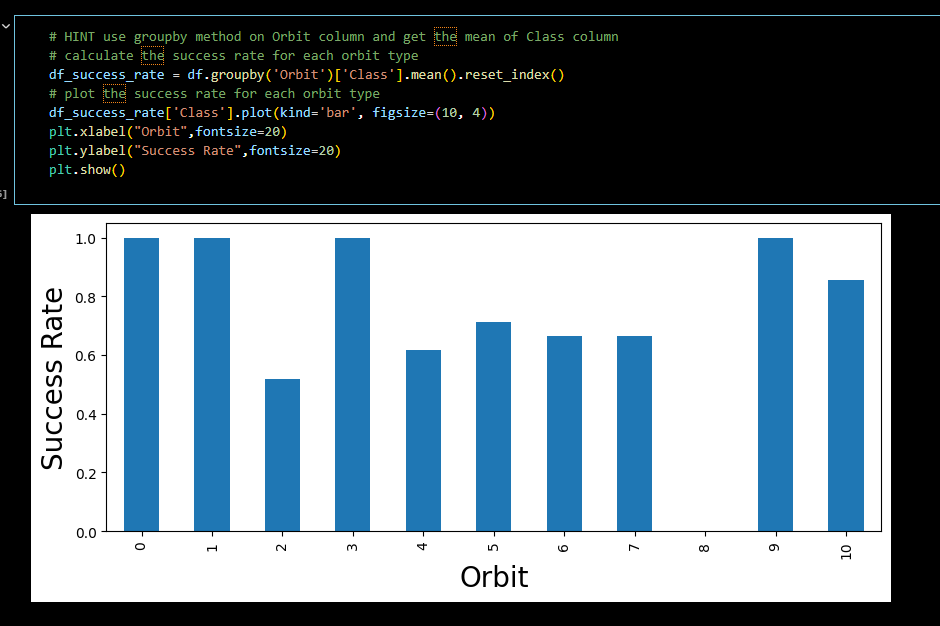 # HINT use groupby method on Orbit column and get the mean of Class column
# calculate the success rate for each orbit type
df_success_rate = df.groupby('Orbit')['Class'].mean().reset_index()
# plot the success rate for each orbit type
df_success_rate['Class'].plot(kind='bar', figsize=(10, 4))
plt.xlabel("Orbit",fontsize=20)
plt.ylabel("Success Rate",fontsize=20)
plt.show()
]
1.0
0.8
0.6
0.4
0.2
0.0
Success Rate
0 1 2 3 4 5 6 7 8 9 10
Orbit